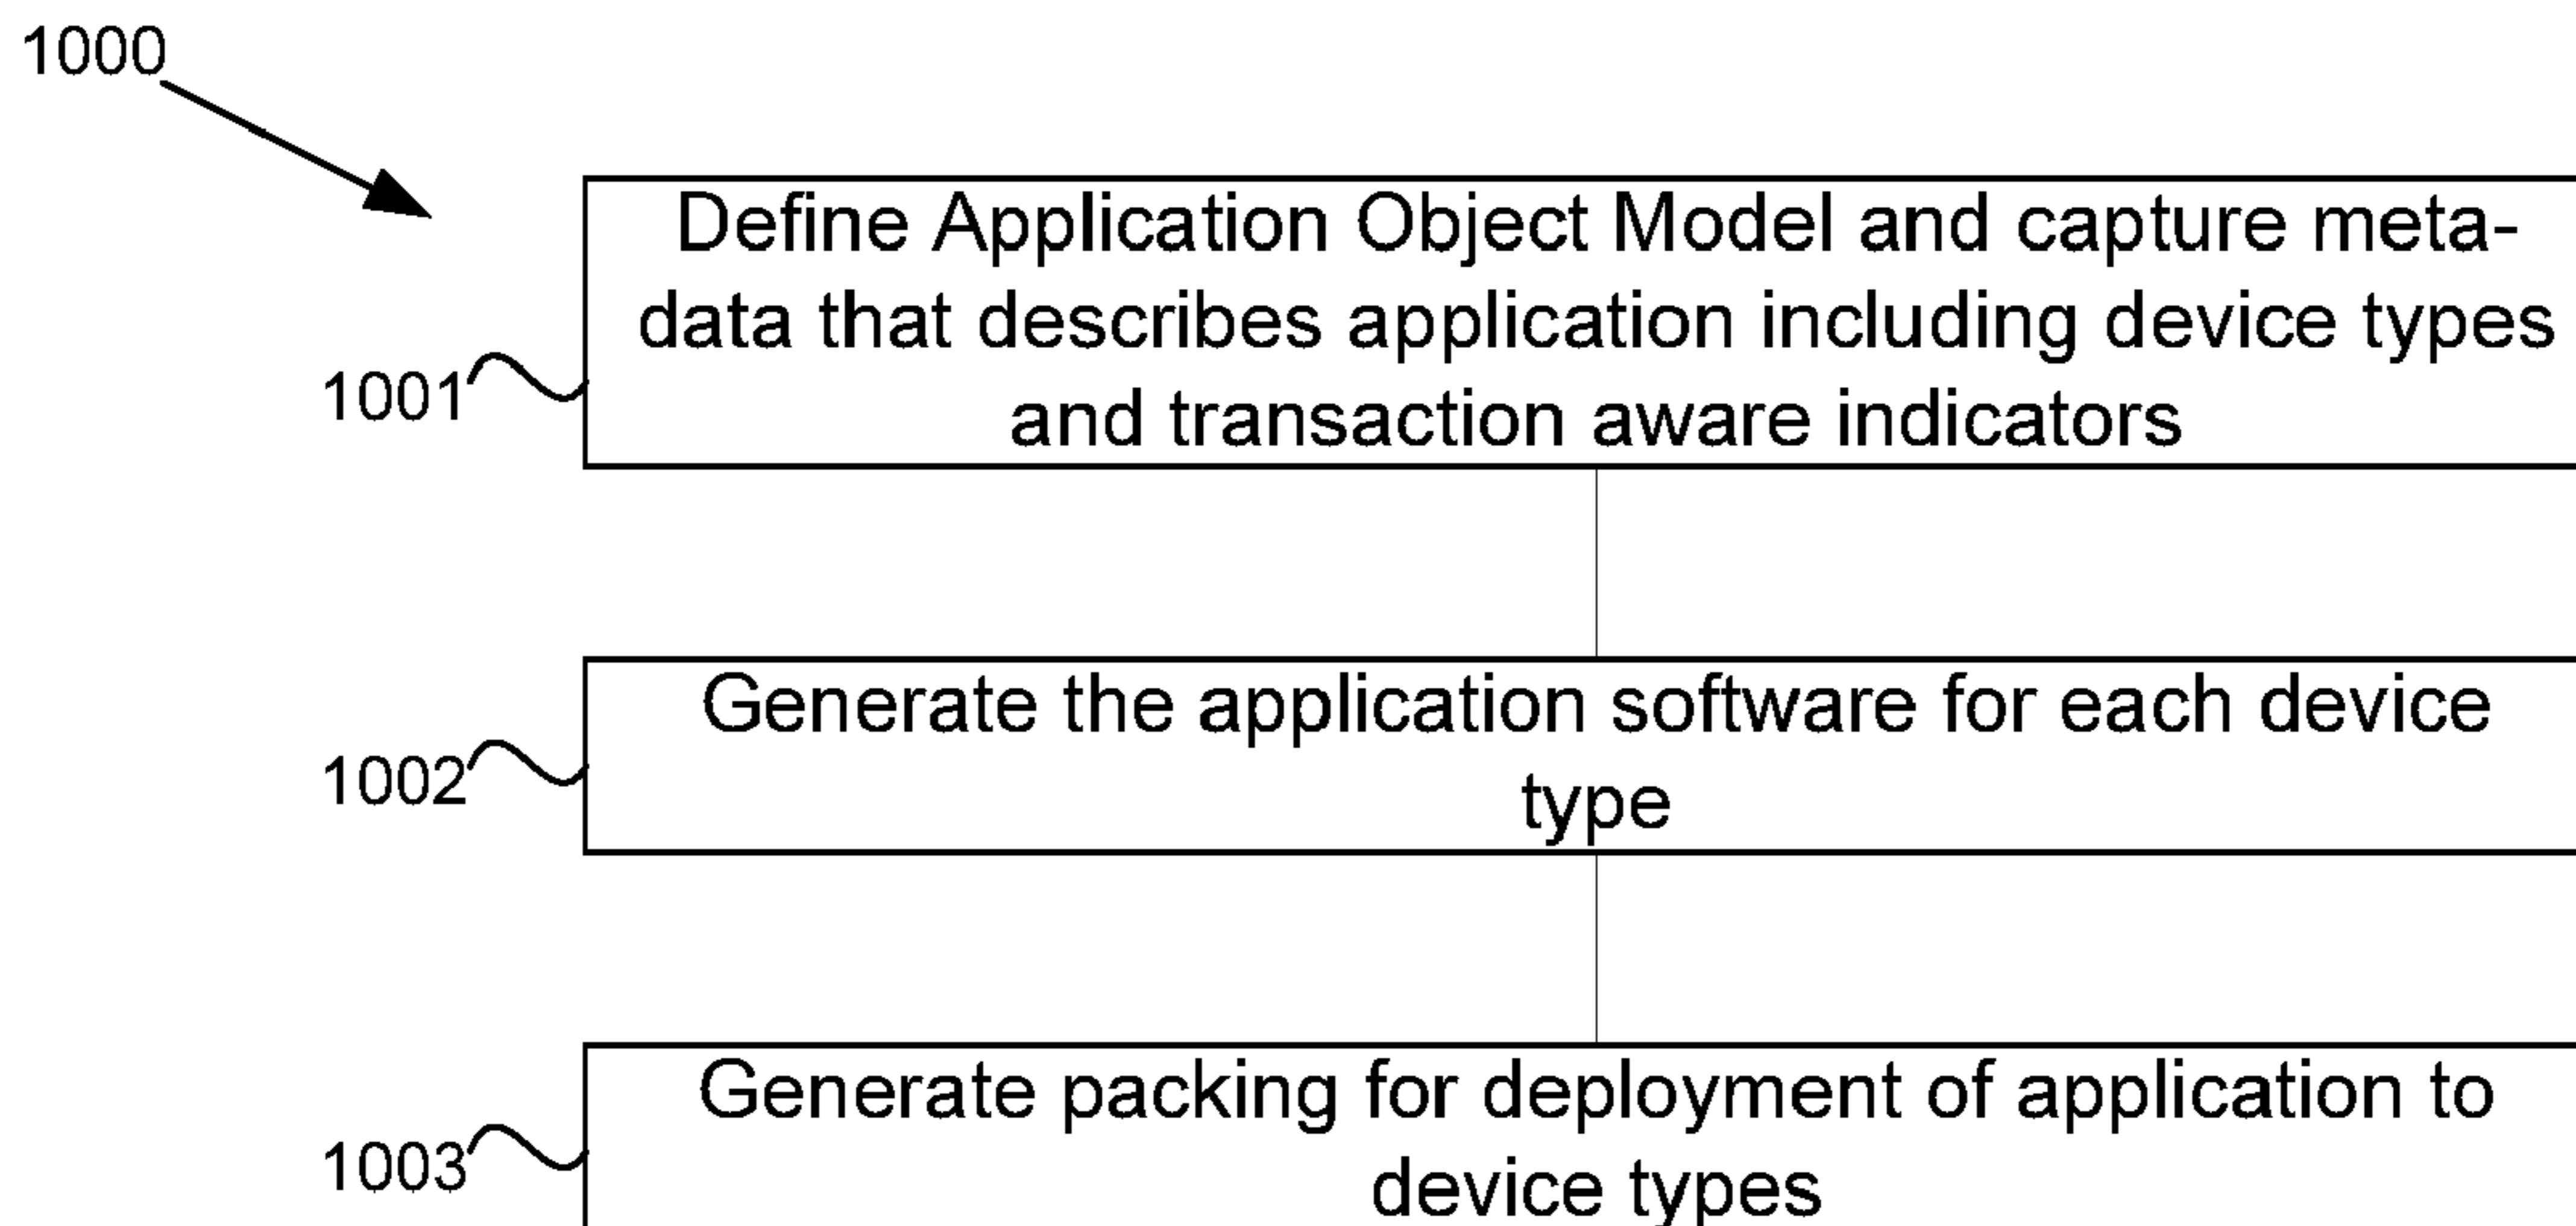 1000
Define Application Object Model and capture meta-
data that describes application including device types
and transaction aware indicators
1001
Generate the application software for each device
type
1002
Generate packing for deployment of application to
device types
1003